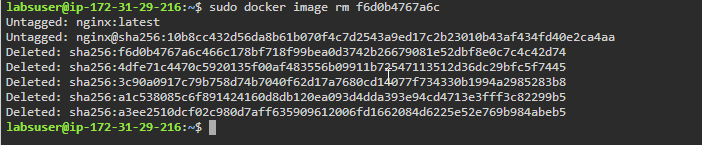 labsuser@ip-172-31-29-216:~$ sudo docker image rm f6d0b4767a6c
Untagged: nginx:latest
Untagged: nginx@sha256:10b8cc432d56da8b61b070f4c7d2543a9ed17c2b23010b43af434fd40e2ca4aa
Deleted: sha256:f6d0b4767a6c466c178bf718f99bea0d3742b26679081e52dbf8e0c7c4c42d74
Deleted: sha256:4dfe71c4470c5920135f00af483556b09911b72547113512d36dc29bfc5f7445
Deleted: sha256:3c90a0917c79b758d74b7040f62d17a7680cd14077f734330b1994a2985283b8
Deleted: sha256:a1c538085c6f891424160d8db120ea093d4dda393e94cd4713e3fff3c82299b5
Deleted: sha256:a3ee2510dcf02c980d7aff635909612006fd1662084d6225e52e769b984abeb5
labsuser@ip-172-31-29-216:~$